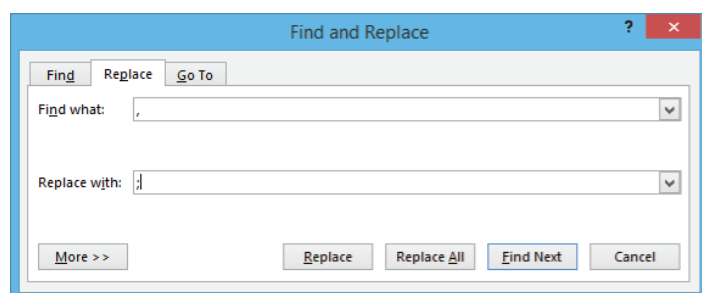 Find and Replace ? ×
Find Replace Go To
Find what: ,
Replace with: ;
More >> Replace Replace All Find Next Cancel